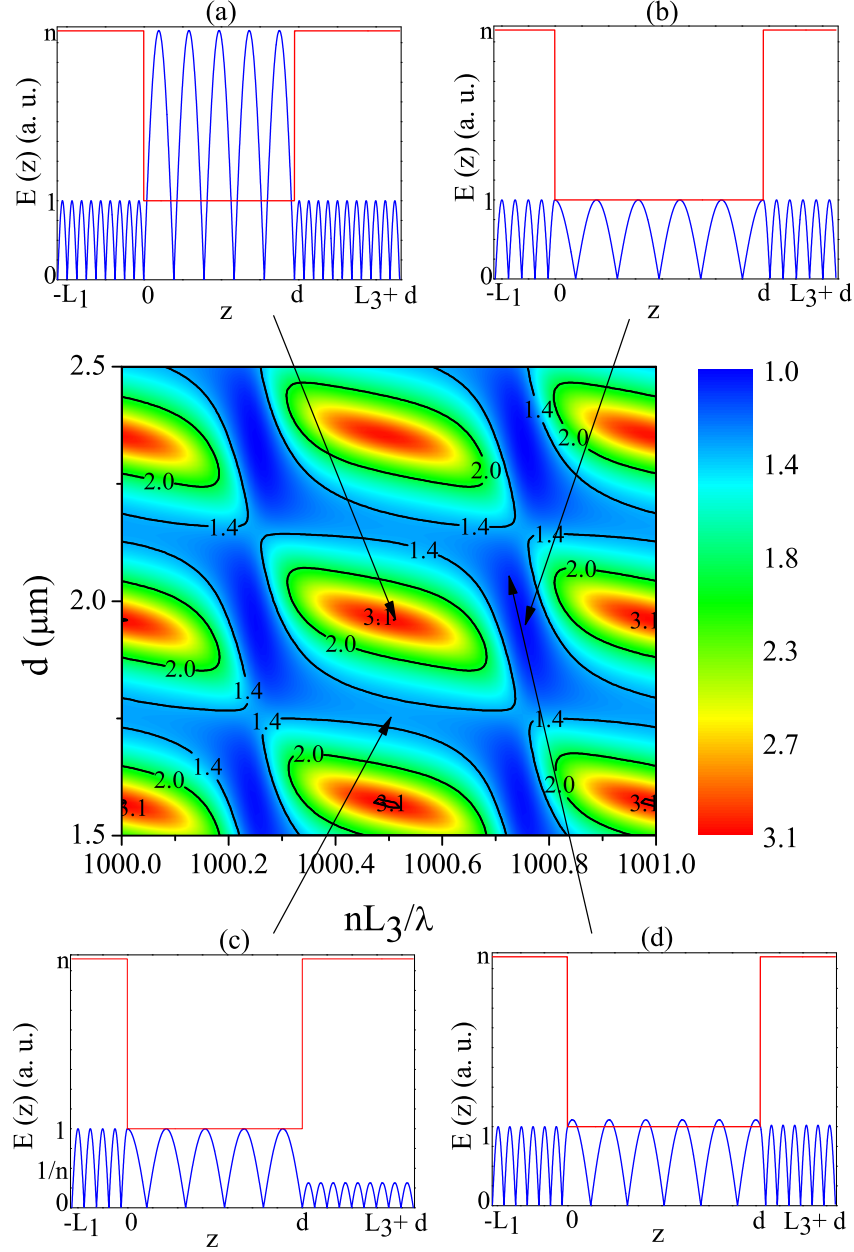 (a)
n
1
0
E (z) (a. u.)
-L1 0 d L3+ d
z
(b)
n
1
0
E (z) (a. u.)
-L1 0 d L3+ d
z
2.5
2.0
1.5
d (μm)
1.4
2.0
2.0
2.0
1.4
1.4
1.4
1.4
2.0
3.1
3.1
2.0
2.0
1.4
1.4
1.4
1.4
2.0
2.0
2.0
3.1
3.1
3.1
1000.0 1000.2 1000.4 1000.6 1000.8 1001.0
nL3/λ
1.0
1.4
1.8
2.3
2.7
3.1
(c)
n
1
1/n
0
E (z) (a. u.)
-L1 0 d L3+ d
z
(d)
n
1
0
E (z) (a. u.)
-L1 0 d L3+ d
z